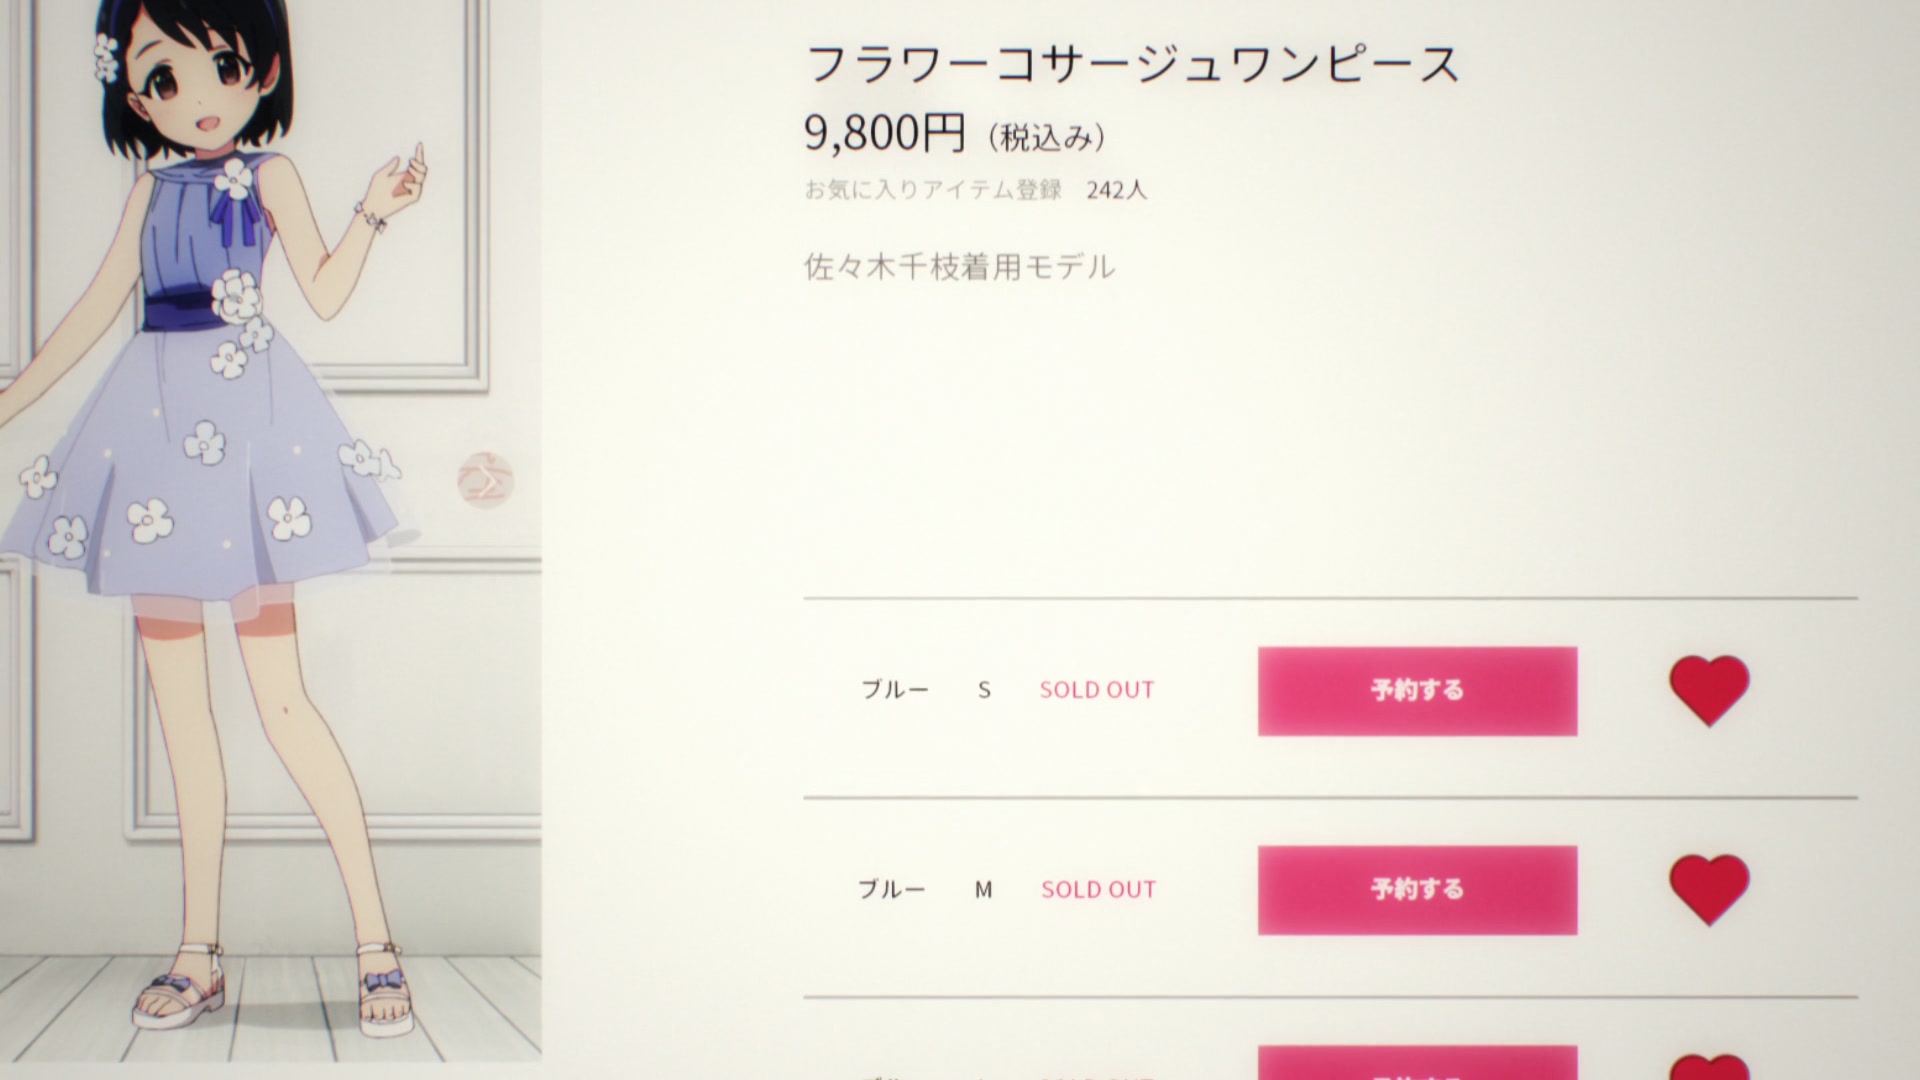 フラワーコサージュワンピース
9,800円（税込み）
お気に入りアイテム登録 242人
佐々木千枝着用モデル
ブルー S SOLD OUT 予約する
ブルー M SOLD OUT 予約する